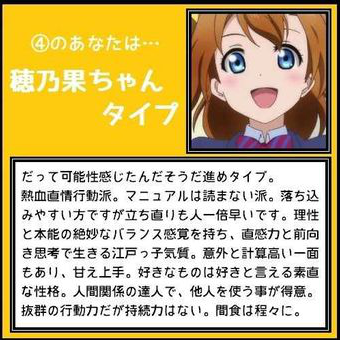 ④のあなたは…
穂乃果ちゃん
タイプ
だって可能性感じたんだそうだ進めタイプ。
熱血直情行動派。マニュアルは読まない派。落ち込
みやすい方ですが立ち直りも人一倍早いです。理性
と本能の絶妙なバランス感覚を持ち、直感力と前向
き思考で生きる江戸っ子気質。意外と計算高い一面
もあり、甘え上手。好きなものは好きと言える素直
な性格。人間関係の達人で、他人を使う事が得意。
抜群の行動力だが持続力はない。間食は程々に。